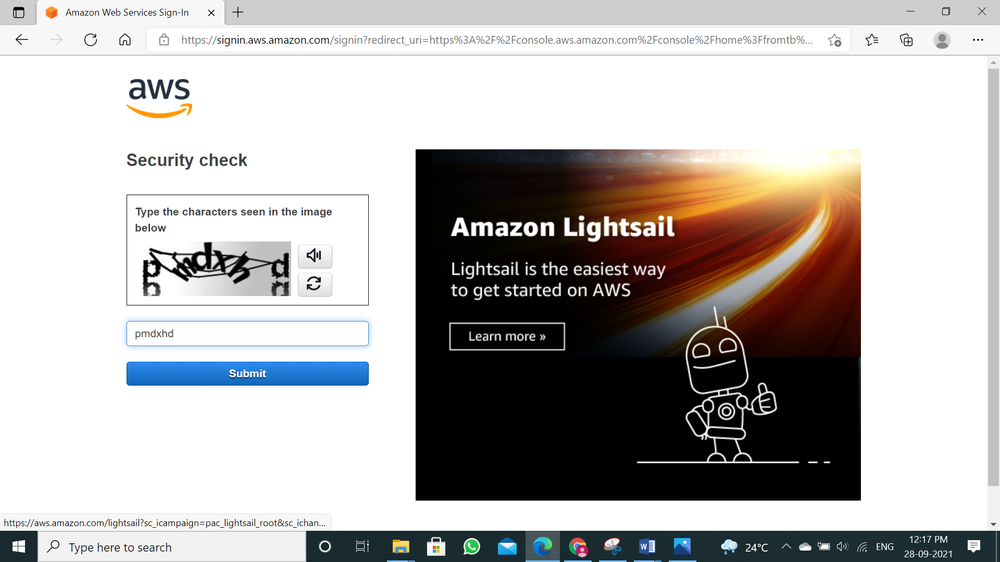 Amazon Web Services Sign-In
https://signin.aws.amazon.com/signin?redirect_uri=https%3A%2F%2Fconsole.aws.amazon.com%2Fconsole%2Fhome%3Ffromtb%...
aws
Security check
Type the characters seen in the image
below
pmdxhd
pmdxhd
Submit
Amazon Lightsail
Lightsail is the easiest way
to get started on AWS
Learn more »
https://aws.amazon.com/lightsail?sc_icampaign=pac_lightsail_root&sc_ichan...
Type here to search
24°C
ENG
12:17 PM
28-09-2021